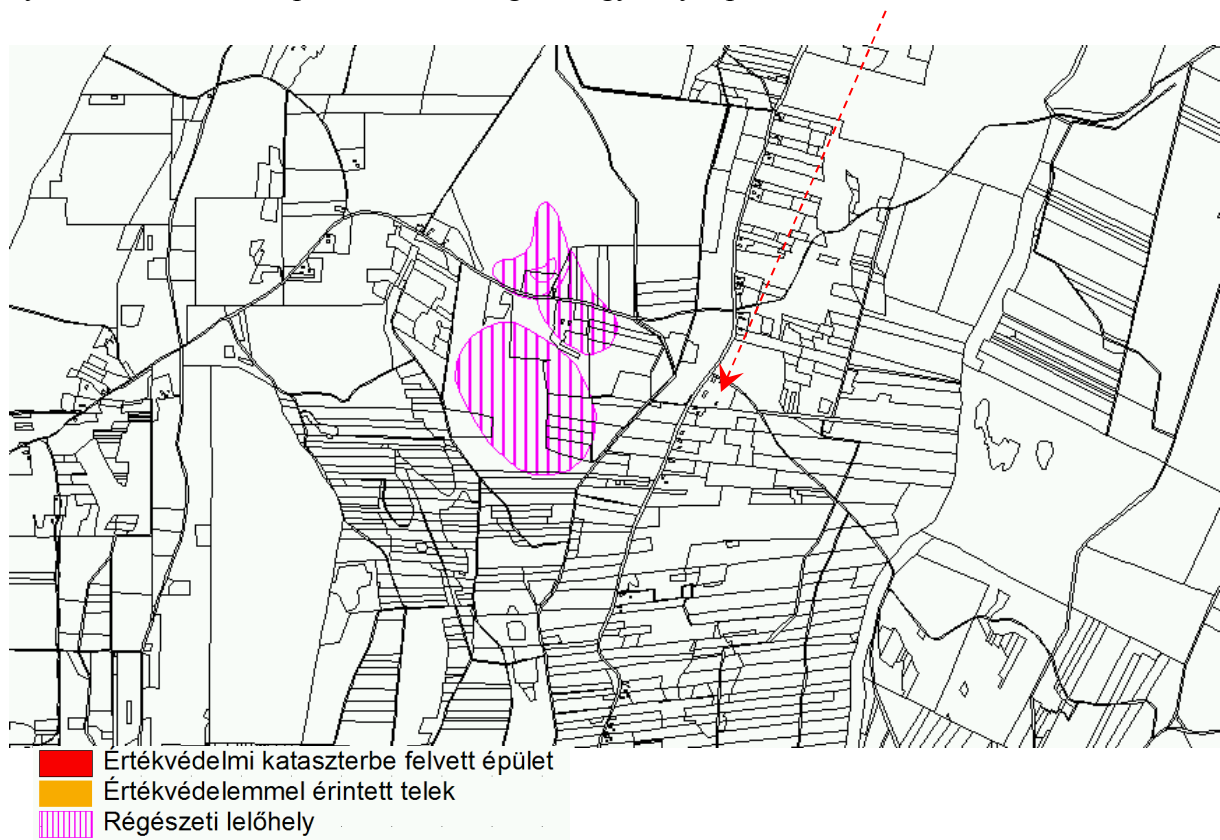 Értékvédelmi kataszterbe felvett épület
Értékvédelemmel érintett telek
Régészeti lelőhely